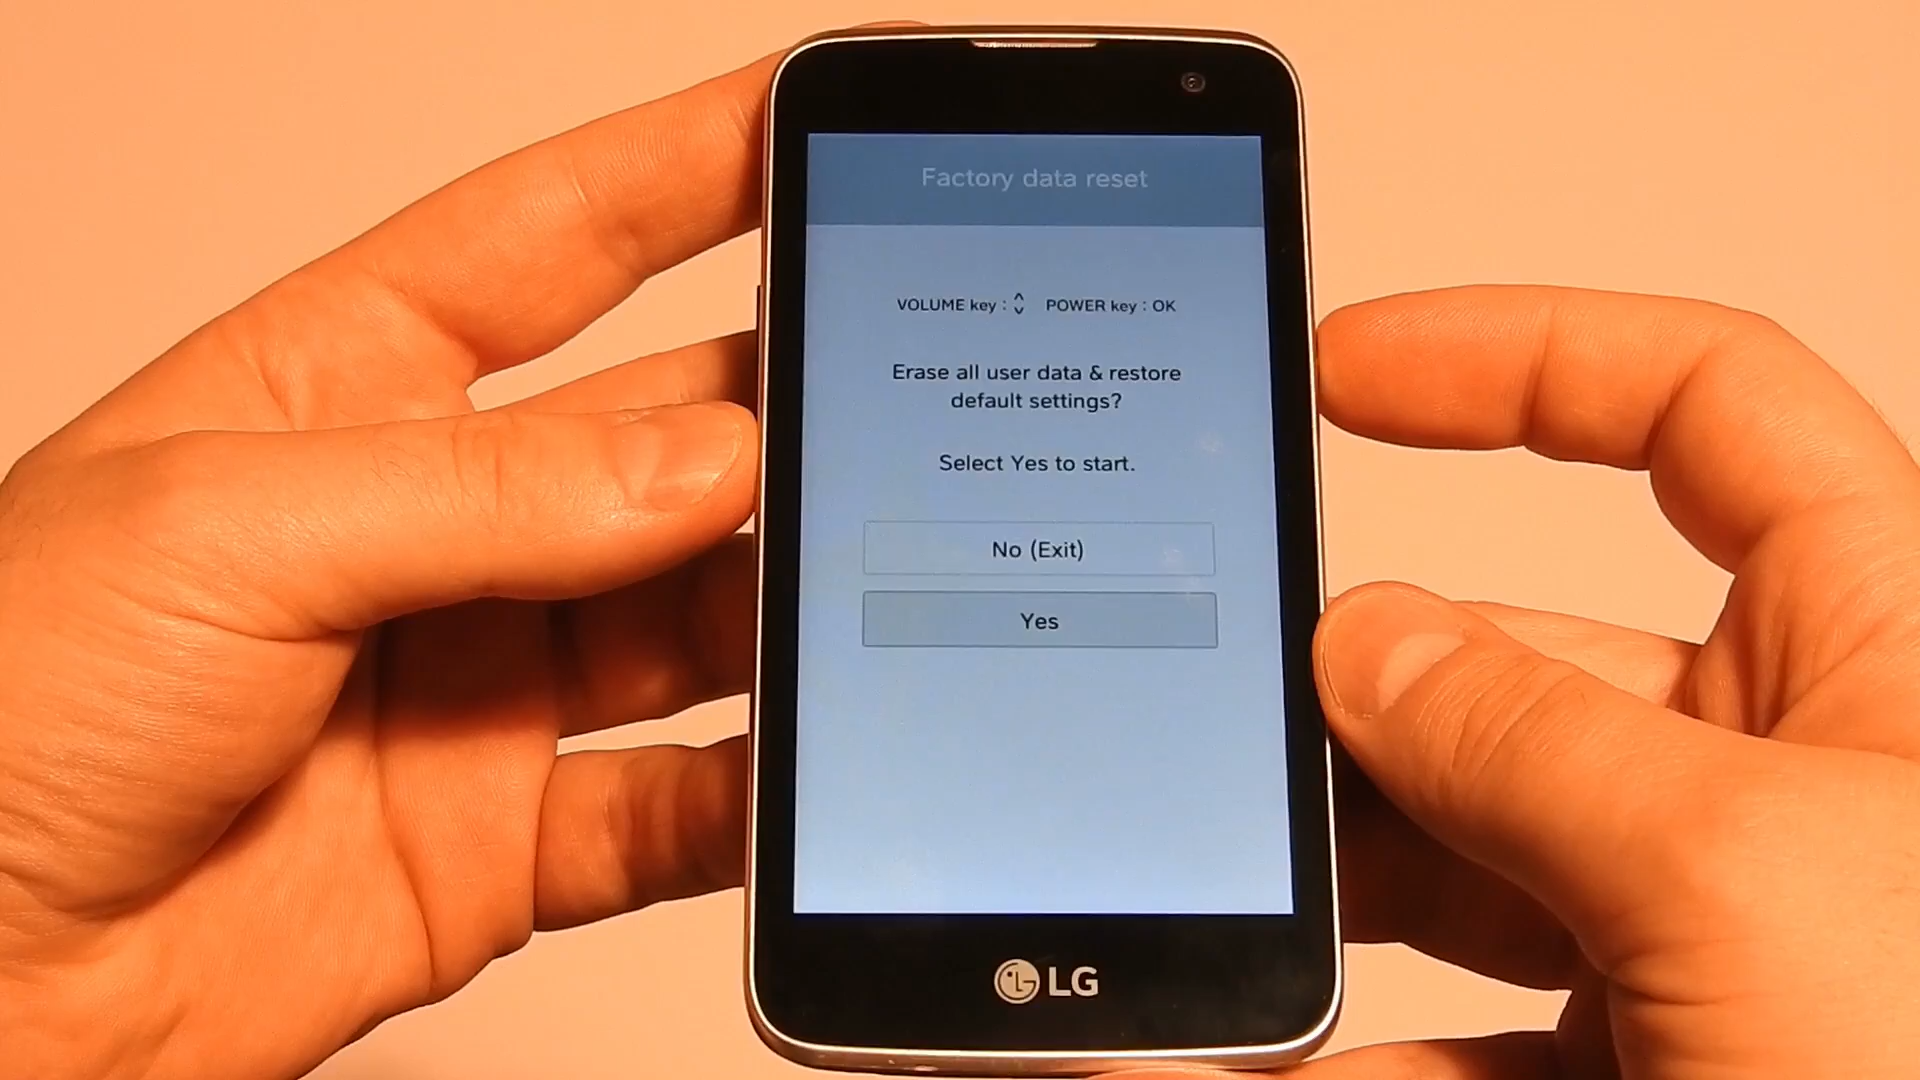 Factory data reset
VOLUME key : POWER key : OK
Erase all user data & restore
default settings?
Select Yes to start.
No (Exit)
Yes
LG